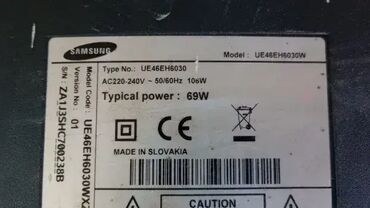 SAMSUNG
Model : UE46EH6030W
Type No.: UE46EH6030
AC220-240V ~ 50/60Hz 106W
Typical power : 69W
MADE IN SLOVAKIA
CAUTION
Model Code : UE46EH6030WX
Version No : 01
S/N : ZA1J3SHC700238B
CE